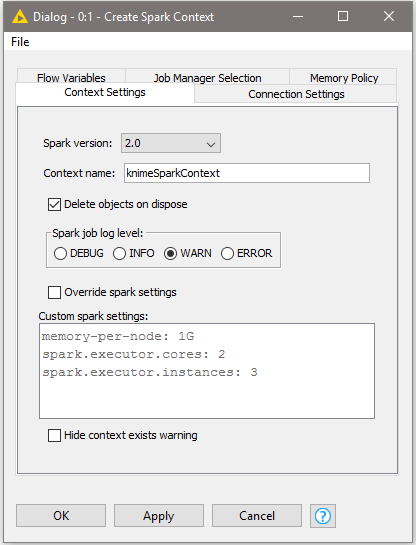 Dialog - 0:1 - Create Spark Context
File
Flow Variables Job Manager Selection Memory Policy
Context Settings Connection Settings
Spark version: 2.0
Context name: knimeSparkContext
Delete objects on dispose
Spark job log level:
DEBUG INFO WARN ERROR
Override spark settings
Custom spark settings:
memory-per-node: 1G
spark.executor.cores: 2
spark.executor.instances: 3
Hide context exists warning
OK Apply Cancel ?